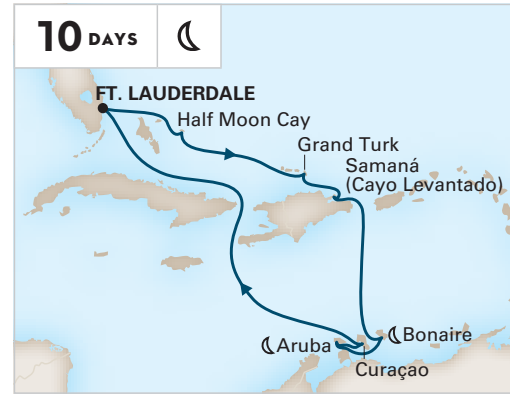 10 DAYS
FT. LAUDERDALE
Half Moon Cay
Grand Turk
Samaná
(Cayo Levantado)
Bonaire
Aruba
Curaçao